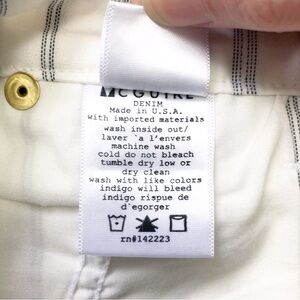 McGUIRE
DENIM
Made in U.S.A.
with imported materials
wash inside out/
laver `a l'envers
machine wash
cold do not bleach
tumble dry low or
dry clean
wash with like colors
indigo will bleed
indigo rispue de
d'egorger
rn#142223